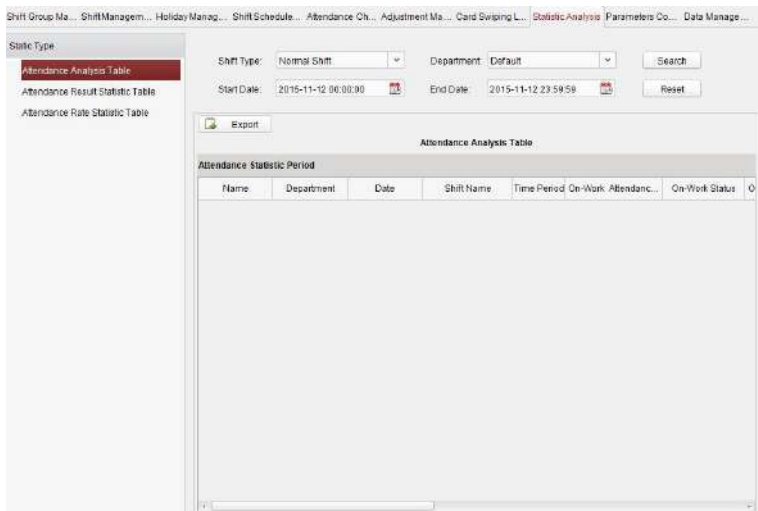 Shift Group Ma... Shift Managem... Holiday Manag... Shift Schedule... Attendance Ch... Adjustment Ma... Card Swiping L... Statistic Analysis Parameters Co... Data Manage...
Static Type
Attendance Analysis Table
Attendance Result Statistic Table
Attendance Rate Statistic Table
Shift Type: Normal Shift Department: Default Search
Start Date: 2015-11-12 00:00:00 End Date: 2015-11-12 23:59:59 Reset
Export
Attendance Analysis Table
Attendance Statistic Period
Name Department Date Shift Name Time Period On-Work Attendanc... On-Work Status O